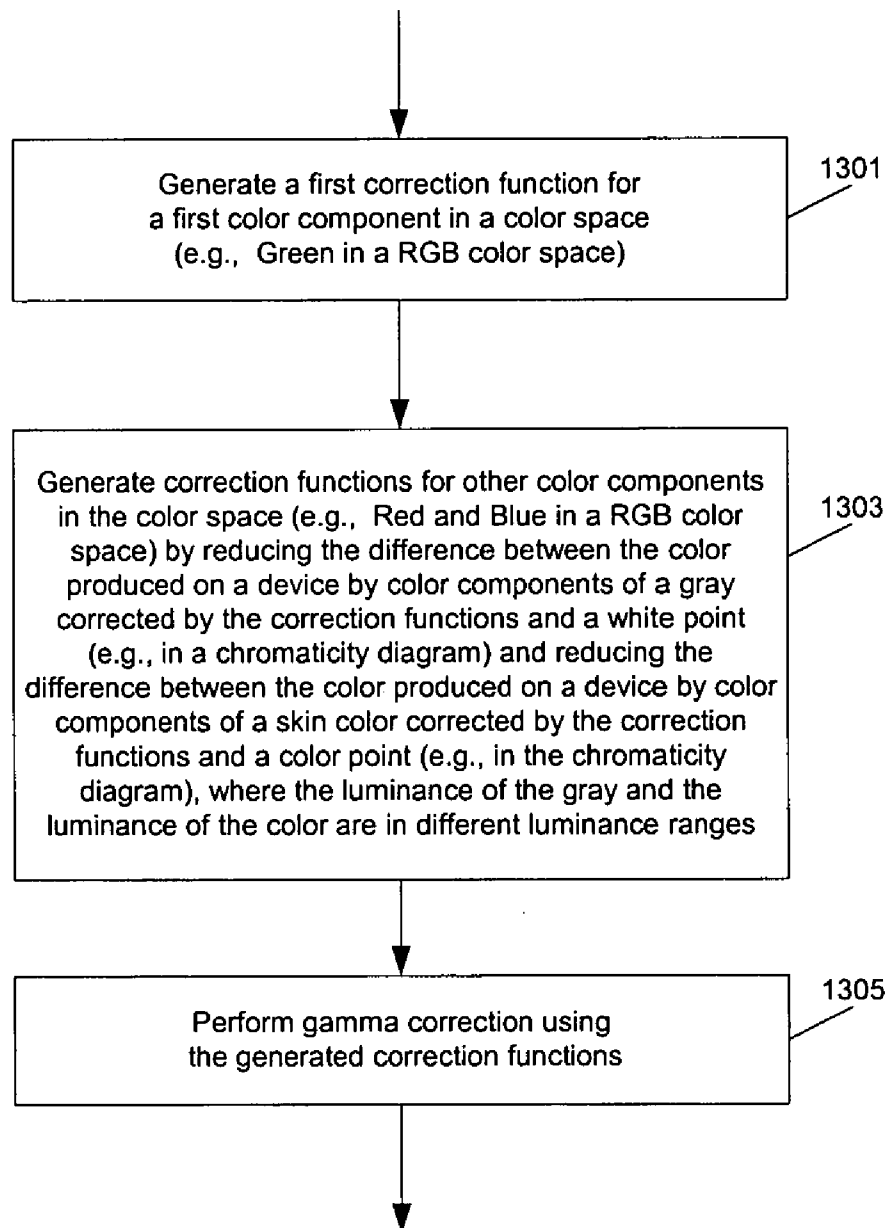 1301
Generate a first correction function for
a first color component in a color space
(e.g., Green in a RGB color space)
1303
Generate correction functions for other color components
in the color space (e.g., Red and Blue in a RGB color
space) by reducing the difference between the color
produced on a device by color components of a gray
corrected by the correction functions and a white point
(e.g., in a chromaticity diagram) and reducing the
difference between the color produced on a device by color
components of a skin color corrected by the correction
functions and a color point (e.g., in the chromaticity
diagram), where the luminance of the gray and the
luminance of the color are in different luminance ranges
1305
Perform gamma correction using
the generated correction functions